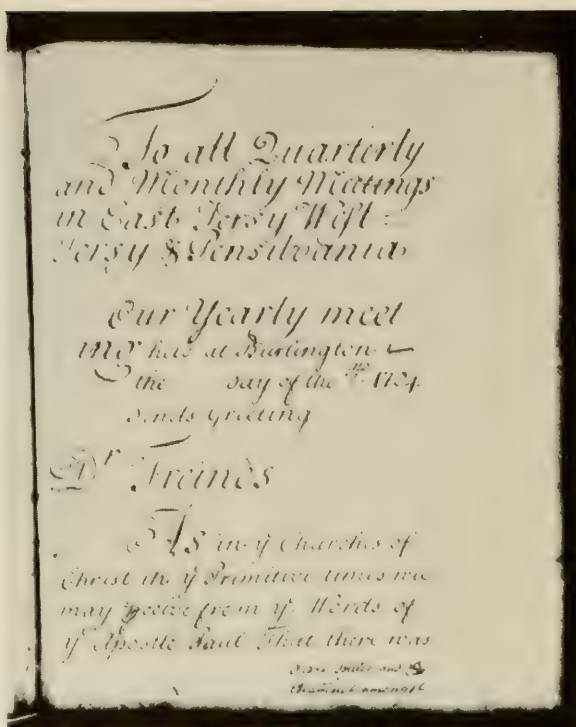 To all Quarterly
and Monthly Meetings
in East Jersy West =
Jersy & Pensilvania
Our Yearly meet
ing held at Burlington
the day of the 1704
sends greeting
Dr Freinds
As in ye Churches of
Christ in ye Primitive times we
may perceive from ye Words of
ye Apostle Paul That there was
amongst